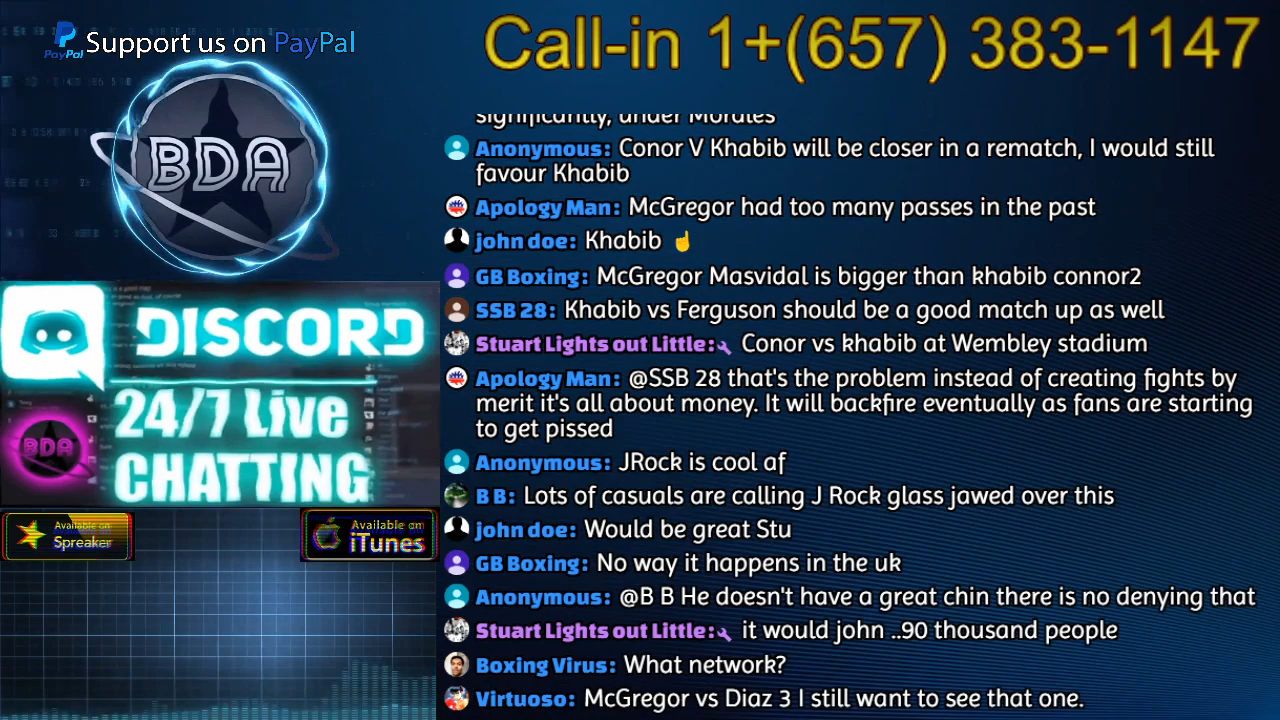 Support us on PayPal
PayPal
Call-in 1+(657) 383-1147
BDA
DISCORD
24/7 Live
CHATTING
BDA
Available on
Spreaker
Available on
iTunes
significantly, under Morales
Anonymous: Conor V Khabib will be closer in a rematch, I would still
favour Khabib
Apology Man: McGregor had too many passes in the past
john doe: Khabib ☝
GB Boxing: McGregor Masvidal is bigger than khabib connor2
SSB 28: Khabib vs Ferguson should be a good match up as well
Stuart Lights out Little: Conor vs khabib at Wembley stadium
Apology Man: @SSB 28 that's the problem instead of creating fights by
merit it's all about money. It will backfire eventually as fans are starting
to get pissed
Anonymous: JRock is cool af
B B: Lots of casuals are calling J Rock glass jawed over this
john doe: Would be great Stu
GB Boxing: No way it happens in the uk
Anonymous: @B B He doesn't have a great chin there is no denying that
Stuart Lights out Little: it would john ..90 thousand people
Boxing Virus: What network?
Virtuoso: McGregor vs Diaz 3 I still want to see that one.